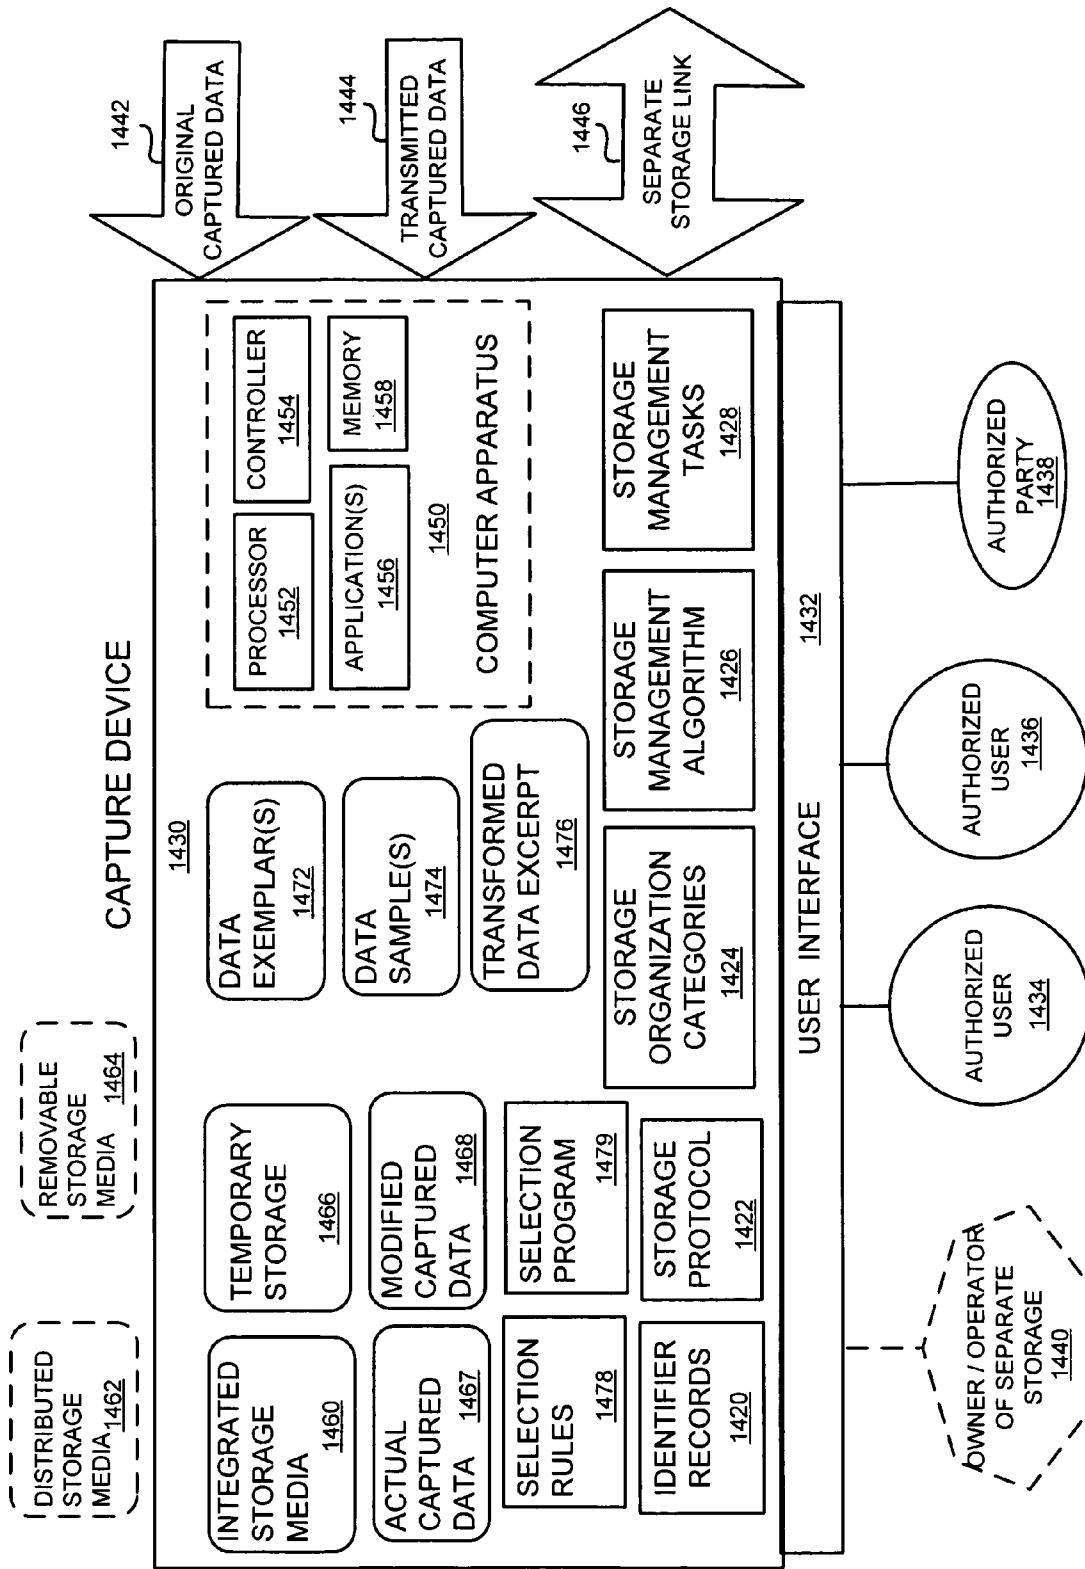 CAPTURE DEVICE
DISTRIBUTED
STORAGE
MEDIA 1462
REMOVABLE
STORAGE
MEDIA 1464
1430
INTEGRATED
STORAGE
MEDIA 1460
TEMPORARY
STORAGE
1466
DATA
EXEMPLAR(S)
1472
PROCESSOR
1452
CONTROLLER
1454
ACTUAL
CAPTURED
DATA 1467
MODIFIED
CAPTURED
DATA 1468
DATA
SAMPLE(S)
1474
APPLICATION(S)
1456
MEMORY
1458
1450
COMPUTER APPARATUS
SELECTION
RULES
1478
SELECTION
PROGRAM
1479
TRANSFORMED
DATA EXCERPT
1476
IDENTIFIER
RECORDS
1420
STORAGE
PROTOCOL
1422
STORAGE
ORGANIZATION
CATEGORIES
1424
STORAGE
MANAGEMENT
ALGORITHM
1426
STORAGE
MANAGEMENT
TASKS
1428
1442
ORIGINAL
CAPTURED DATA
1444
TRANSMITTED
CAPTURED DATA
1446
SEPARATE
STORAGE LINK
USER INTERFACE 1432
OWNER / OPERATOR
OF SEPARATE
STORAGE
1440
AUTHORIZED
USER
1434
AUTHORIZED
USER
1436
AUTHORIZED
PARTY
1438